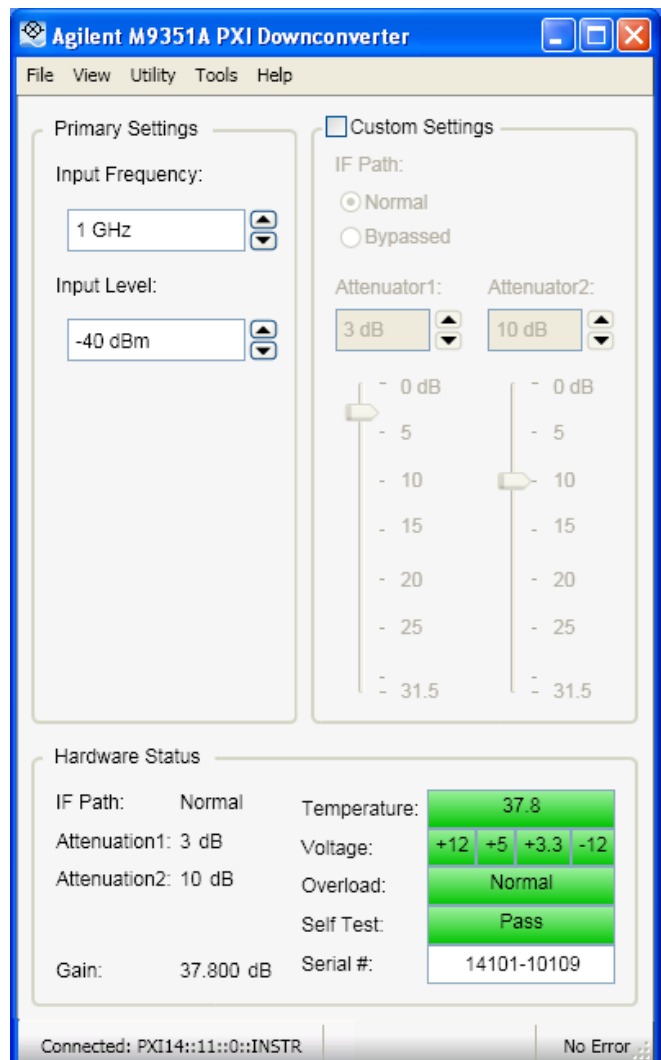 Agilent M9351A PXI Downconverter
File View Utility Tools Help
Primary Settings
Input Frequency:
1 GHz
Input Level:
-40 dBm
Custom Settings
IF Path:
Normal
Bypassed
Attenuator1: Attenuator2:
3 dB 10 dB
0 dB 0 dB
5 5
10 10
15 15
20 20
25 25
31.5 31.5
Hardware Status
IF Path: Normal
Attenuation1: 3 dB
Attenuation2: 10 dB
Gain: 37.800 dB
Temperature: 37.8
Voltage: +12 +5 +3.3 -12
Overload: Normal
Self Test: Pass
Serial #: 14101-10109
Connected: PXI14::11::0::INSTR No Error